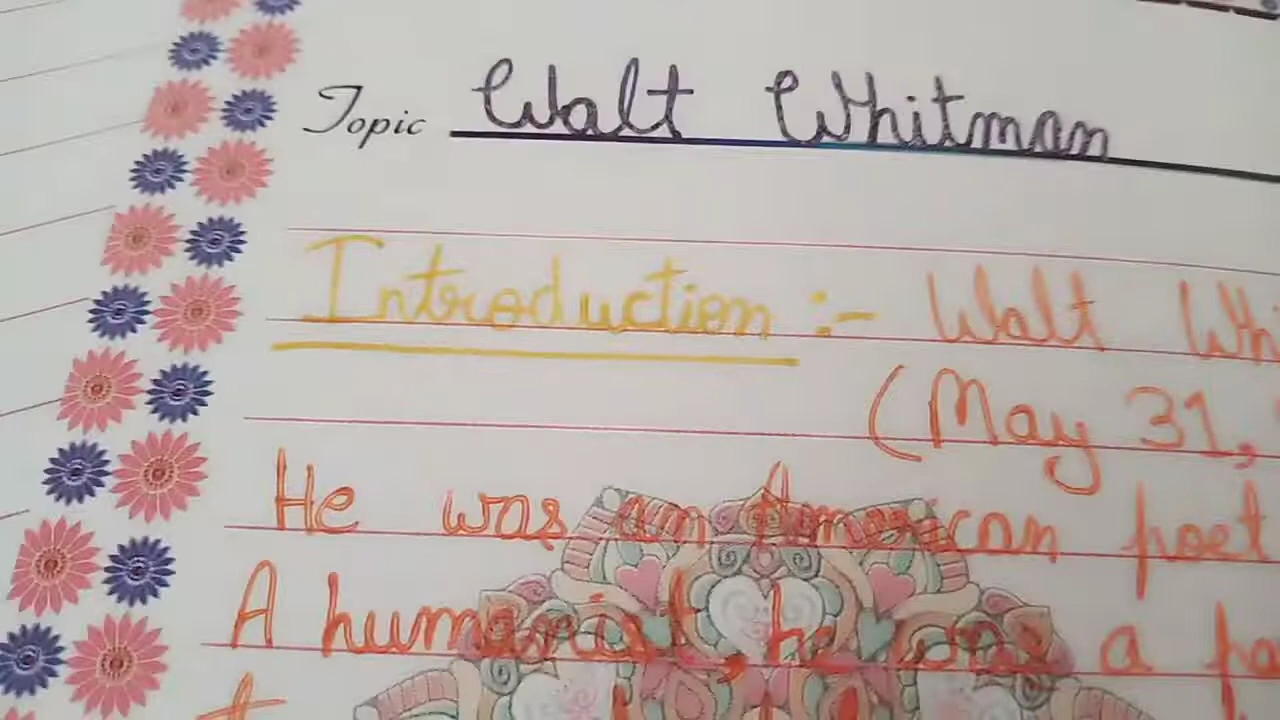 Topic Walt Whitman
Introduction :- Walt
(May 31,
He was an American poet
A humanist, he was a